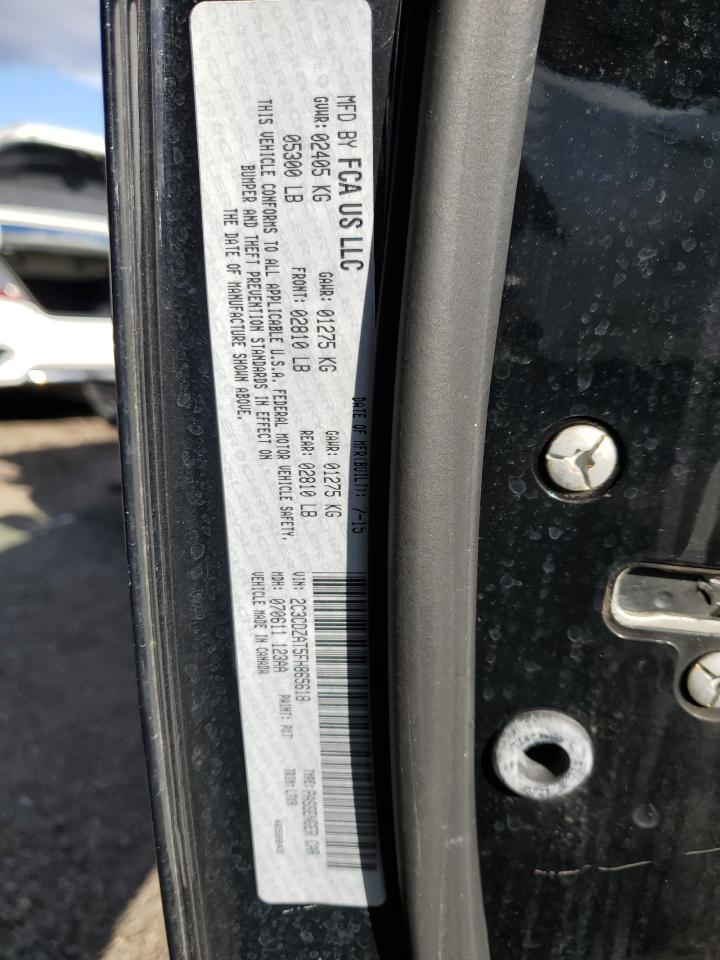 MFD BY FCA US LLC
DATE OF MFR(BUILT): 7-15
GVWR: 02405 KG GAWR: 01275 KG GAWR: 01275 KG
05300 LB FRONT: 02810 LB REAR: 02810 LB
THIS VEHICLE CONFORMS TO ALL APPLICABLE U.S.A. FEDERAL MOTOR VEHICLE SAFETY,
BUMPER AND THEFT PREVENTION STANDARDS IN EFFECT ON
THE DATE OF MANUFACTURE SHOWN ABOVE.
VIN: 2C3CDZAT5FH865618 TYPE: PASSENGER CAR
MDH: 070611 123AA PAINT: TRIM:
VEHICLE MADE IN CANADA